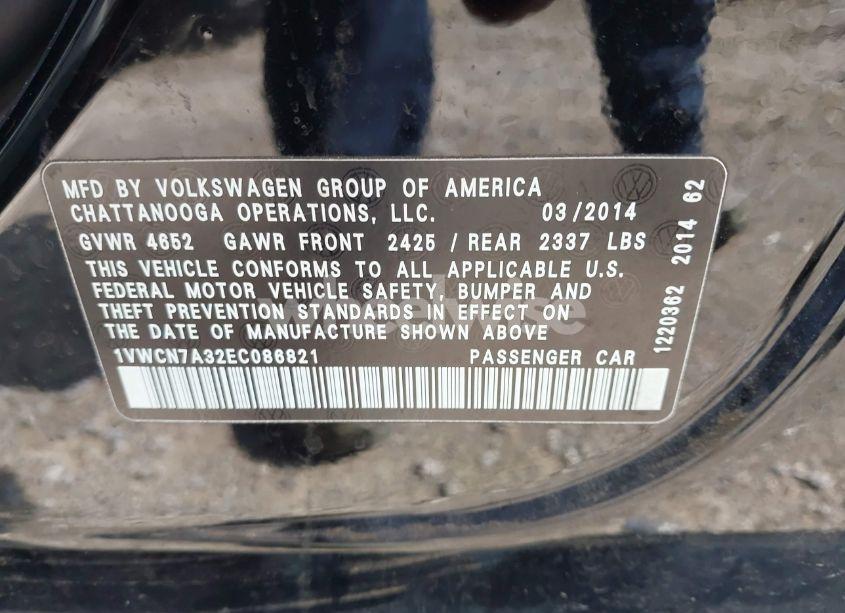 MFD BY VOLKSWAGEN GROUP OF AMERICA
CHATTANOOGA OPERATIONS, LLC. 03/2014
GVWR 4652 GAWR FRONT 2425 / REAR 2337 LBS
THIS VEHICLE CONFORMS TO ALL APPLICABLE U.S.
FEDERAL MOTOR VEHICLE SAFETY, BUMPER AND
THEFT PREVENTION STANDARDS IN EFFECT ON
THE DATE OF MANUFACTURE SHOWN ABOVE
1VWCN7A32EC086821 PASSENGER CAR
1220362 2014 62